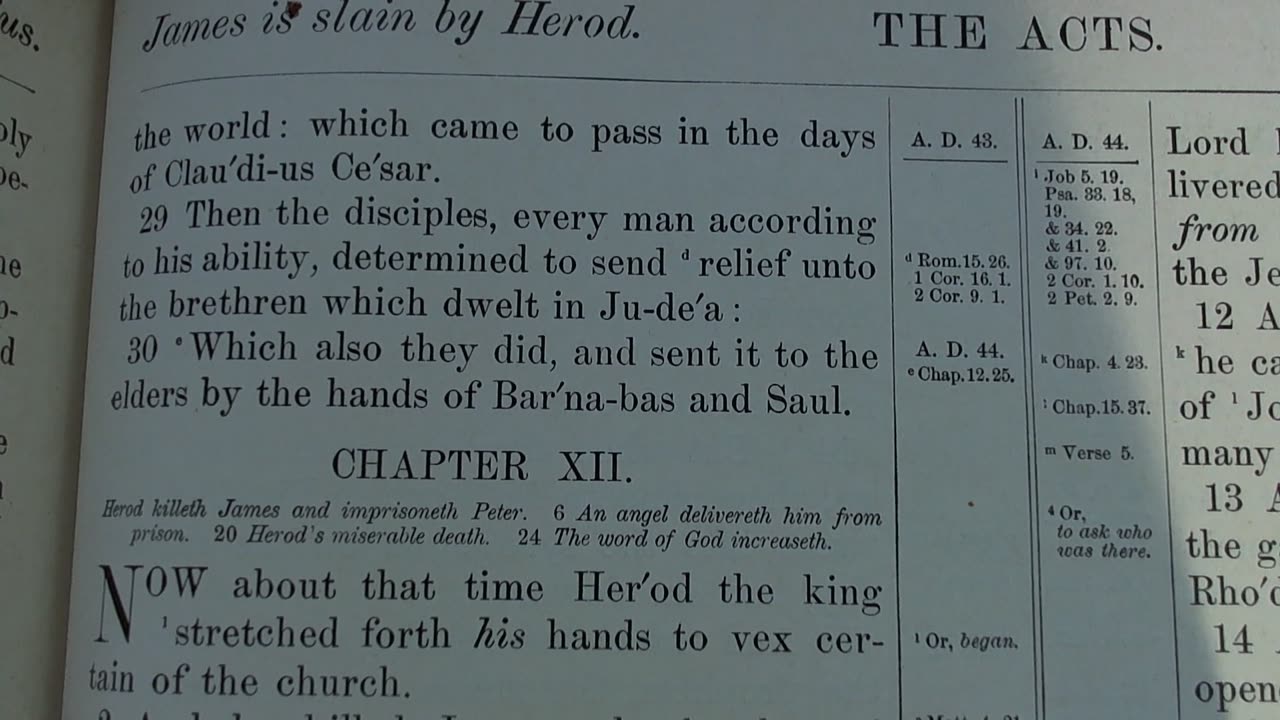 us.
James is slain by Herod.
THE ACTS.
the world : which came to pass in the days
of Clau′di-us Ce′sar.
29 Then the disciples, every man according
to his ability, determined to send ᵈ relief unto
the brethren which dwelt in Ju-de′a :
30 ᵉ Which also they did, and sent it to the
elders by the hands of Bar′na-bas and Saul.
CHAPTER XII.
Herod killeth James and imprisoneth Peter. 6 An angel delivereth him from
prison. 20 Herod's miserable death. 24 The word of God increaseth.
NOW about that time Her′od the king
¹ stretched forth his hands to vex cer-
tain of the church.
A. D. 43.
ᵈ Rom. 15. 26.
1 Cor. 16. 1.
2 Cor. 9. 1.
A. D. 44.
ᵉ Chap. 12. 25.
¹ Or, began.
A. D. 44.
ⁱ Job 5. 19.
Psa. 33. 18,
19.
& 34. 22.
& 41. 2.
& 97. 10.
2 Cor. 1. 10.
2 Pet. 2. 9.
ᵏ Chap. 4. 23.
ˡ Chap. 15. 37.
ᵐ Verse 5.
⁴ Or,
to ask who
was there.
Lord
livered
from
the Je
12 A
ᵏ he ca
of ˡ Jo
many
13 A
the g
Rho′d
14
open